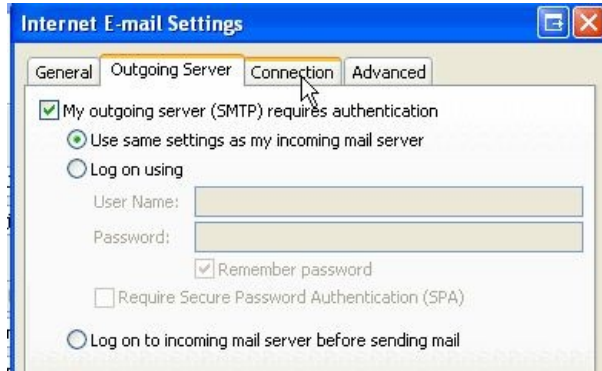 Internet E-mail Settings
General Outgoing Server Connection Advanced
My outgoing server (SMTP) requires authentication
Use same settings as my incoming mail server
Log on using
User Name:
Password:
Remember password
Require Secure Password Authentication (SPA)
Log on to incoming mail server before sending mail